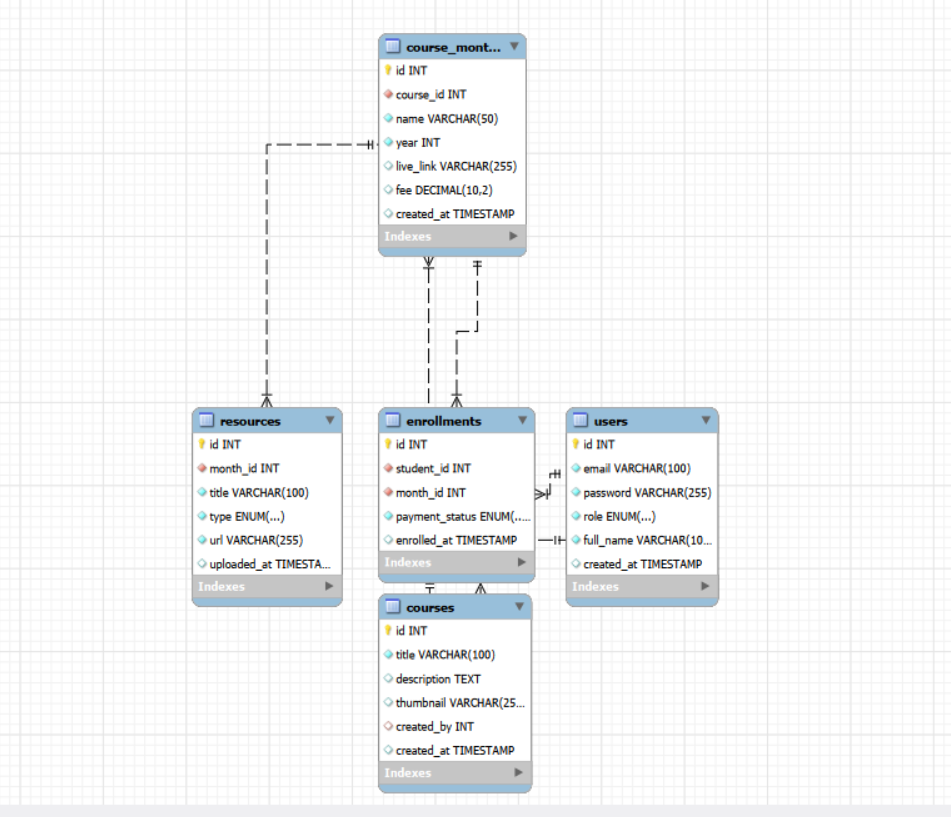 course_mont...
id INT
course_id INT
name VARCHAR(50)
year INT
live_link VARCHAR(255)
fee DECIMAL(10,2)
created_at TIMESTAMP
Indexes
resources
id INT
month_id INT
title VARCHAR(100)
type ENUM(...)
url VARCHAR(255)
uploaded_at TIMESTA...
Indexes
enrollments
id INT
student_id INT
month_id INT
payment_status ENUM(....
enrolled_at TIMESTAMP
Indexes
users
id INT
email VARCHAR(100)
password VARCHAR(255)
role ENUM(...)
full_name VARCHAR(10...
created_at TIMESTAMP
Indexes
courses
id INT
title VARCHAR(100)
description TEXT
thumbnail VARCHAR(25...
created_by INT
created_at TIMESTAMP
Indexes